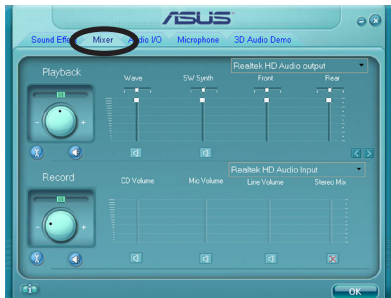 ASUS
Sound Effect Mixer Audio I/O Microphone 3D Audio Demo
Realtek HD Audio output
Playback
Wave SW Synth Front Rear
Realtek HD Audio Input
Record
CD Volume Mic Volume Line Volume Stereo Mix
OK